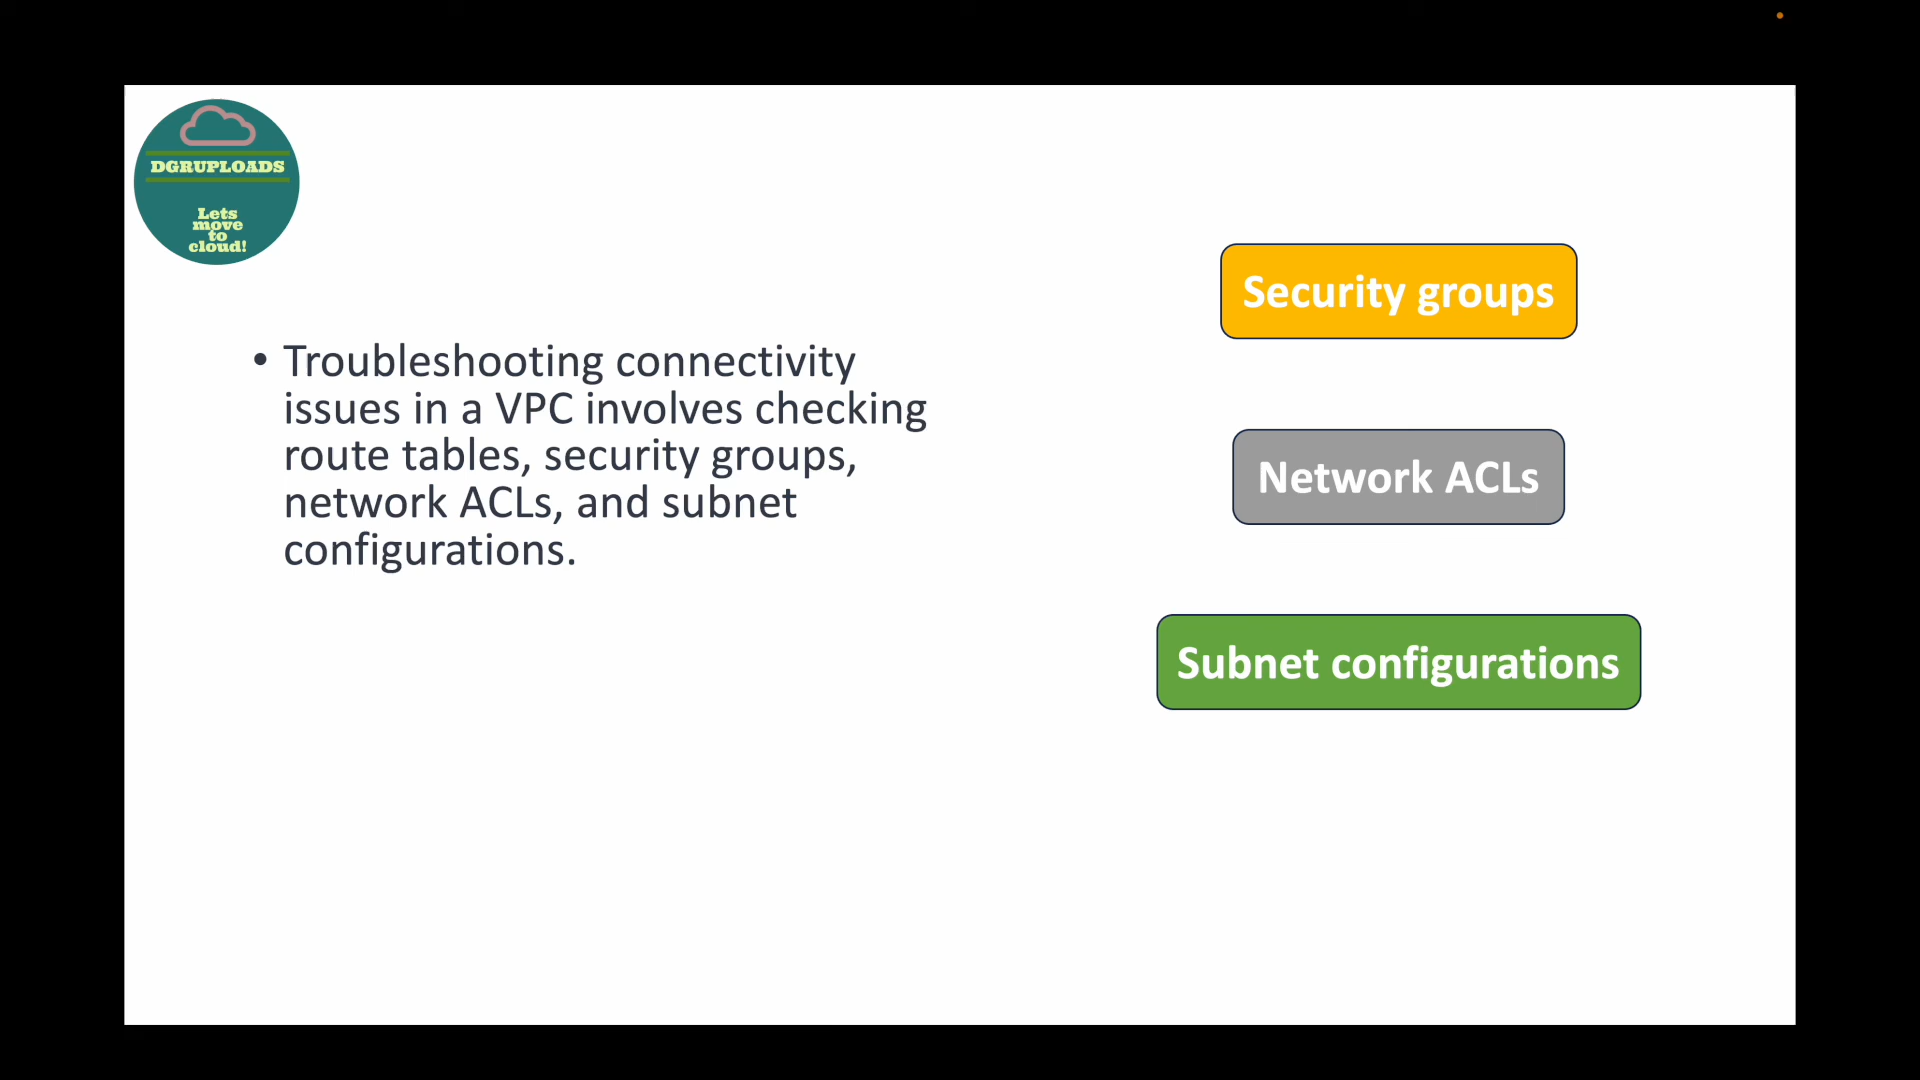 DGRUPLOADS
Lets
move
to
cloud!
• Troubleshooting connectivity
issues in a VPC involves checking
route tables, security groups,
network ACLs, and subnet
configurations.
Security groups
Network ACLs
Subnet configurations